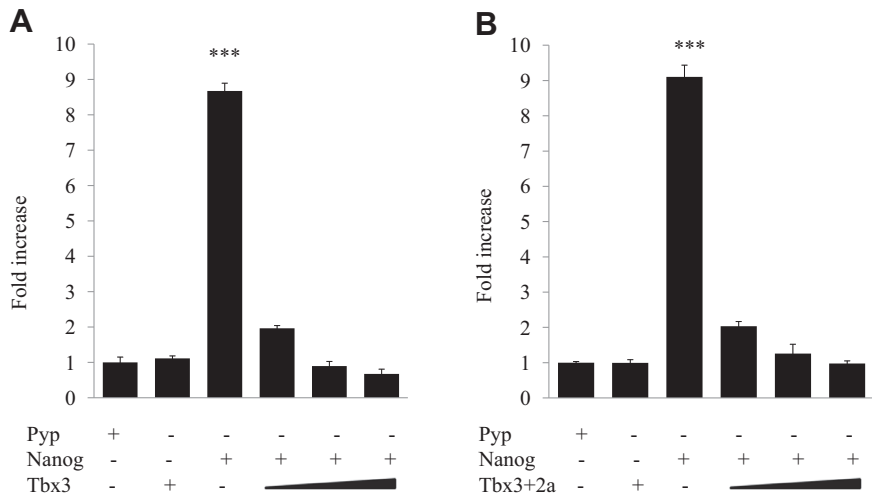 A
B
***
***
10
9
8
7
6
5
4
3
2
1
0
Fold increase
10
9
8
7
6
5
4
3
2
1
0
Fold increase
Pyp + - - - - -
Nanog - - + + + +
Tbx3 - + -
Pyp + - - - - -
Nanog - - + + + +
Tbx3+2a - + -